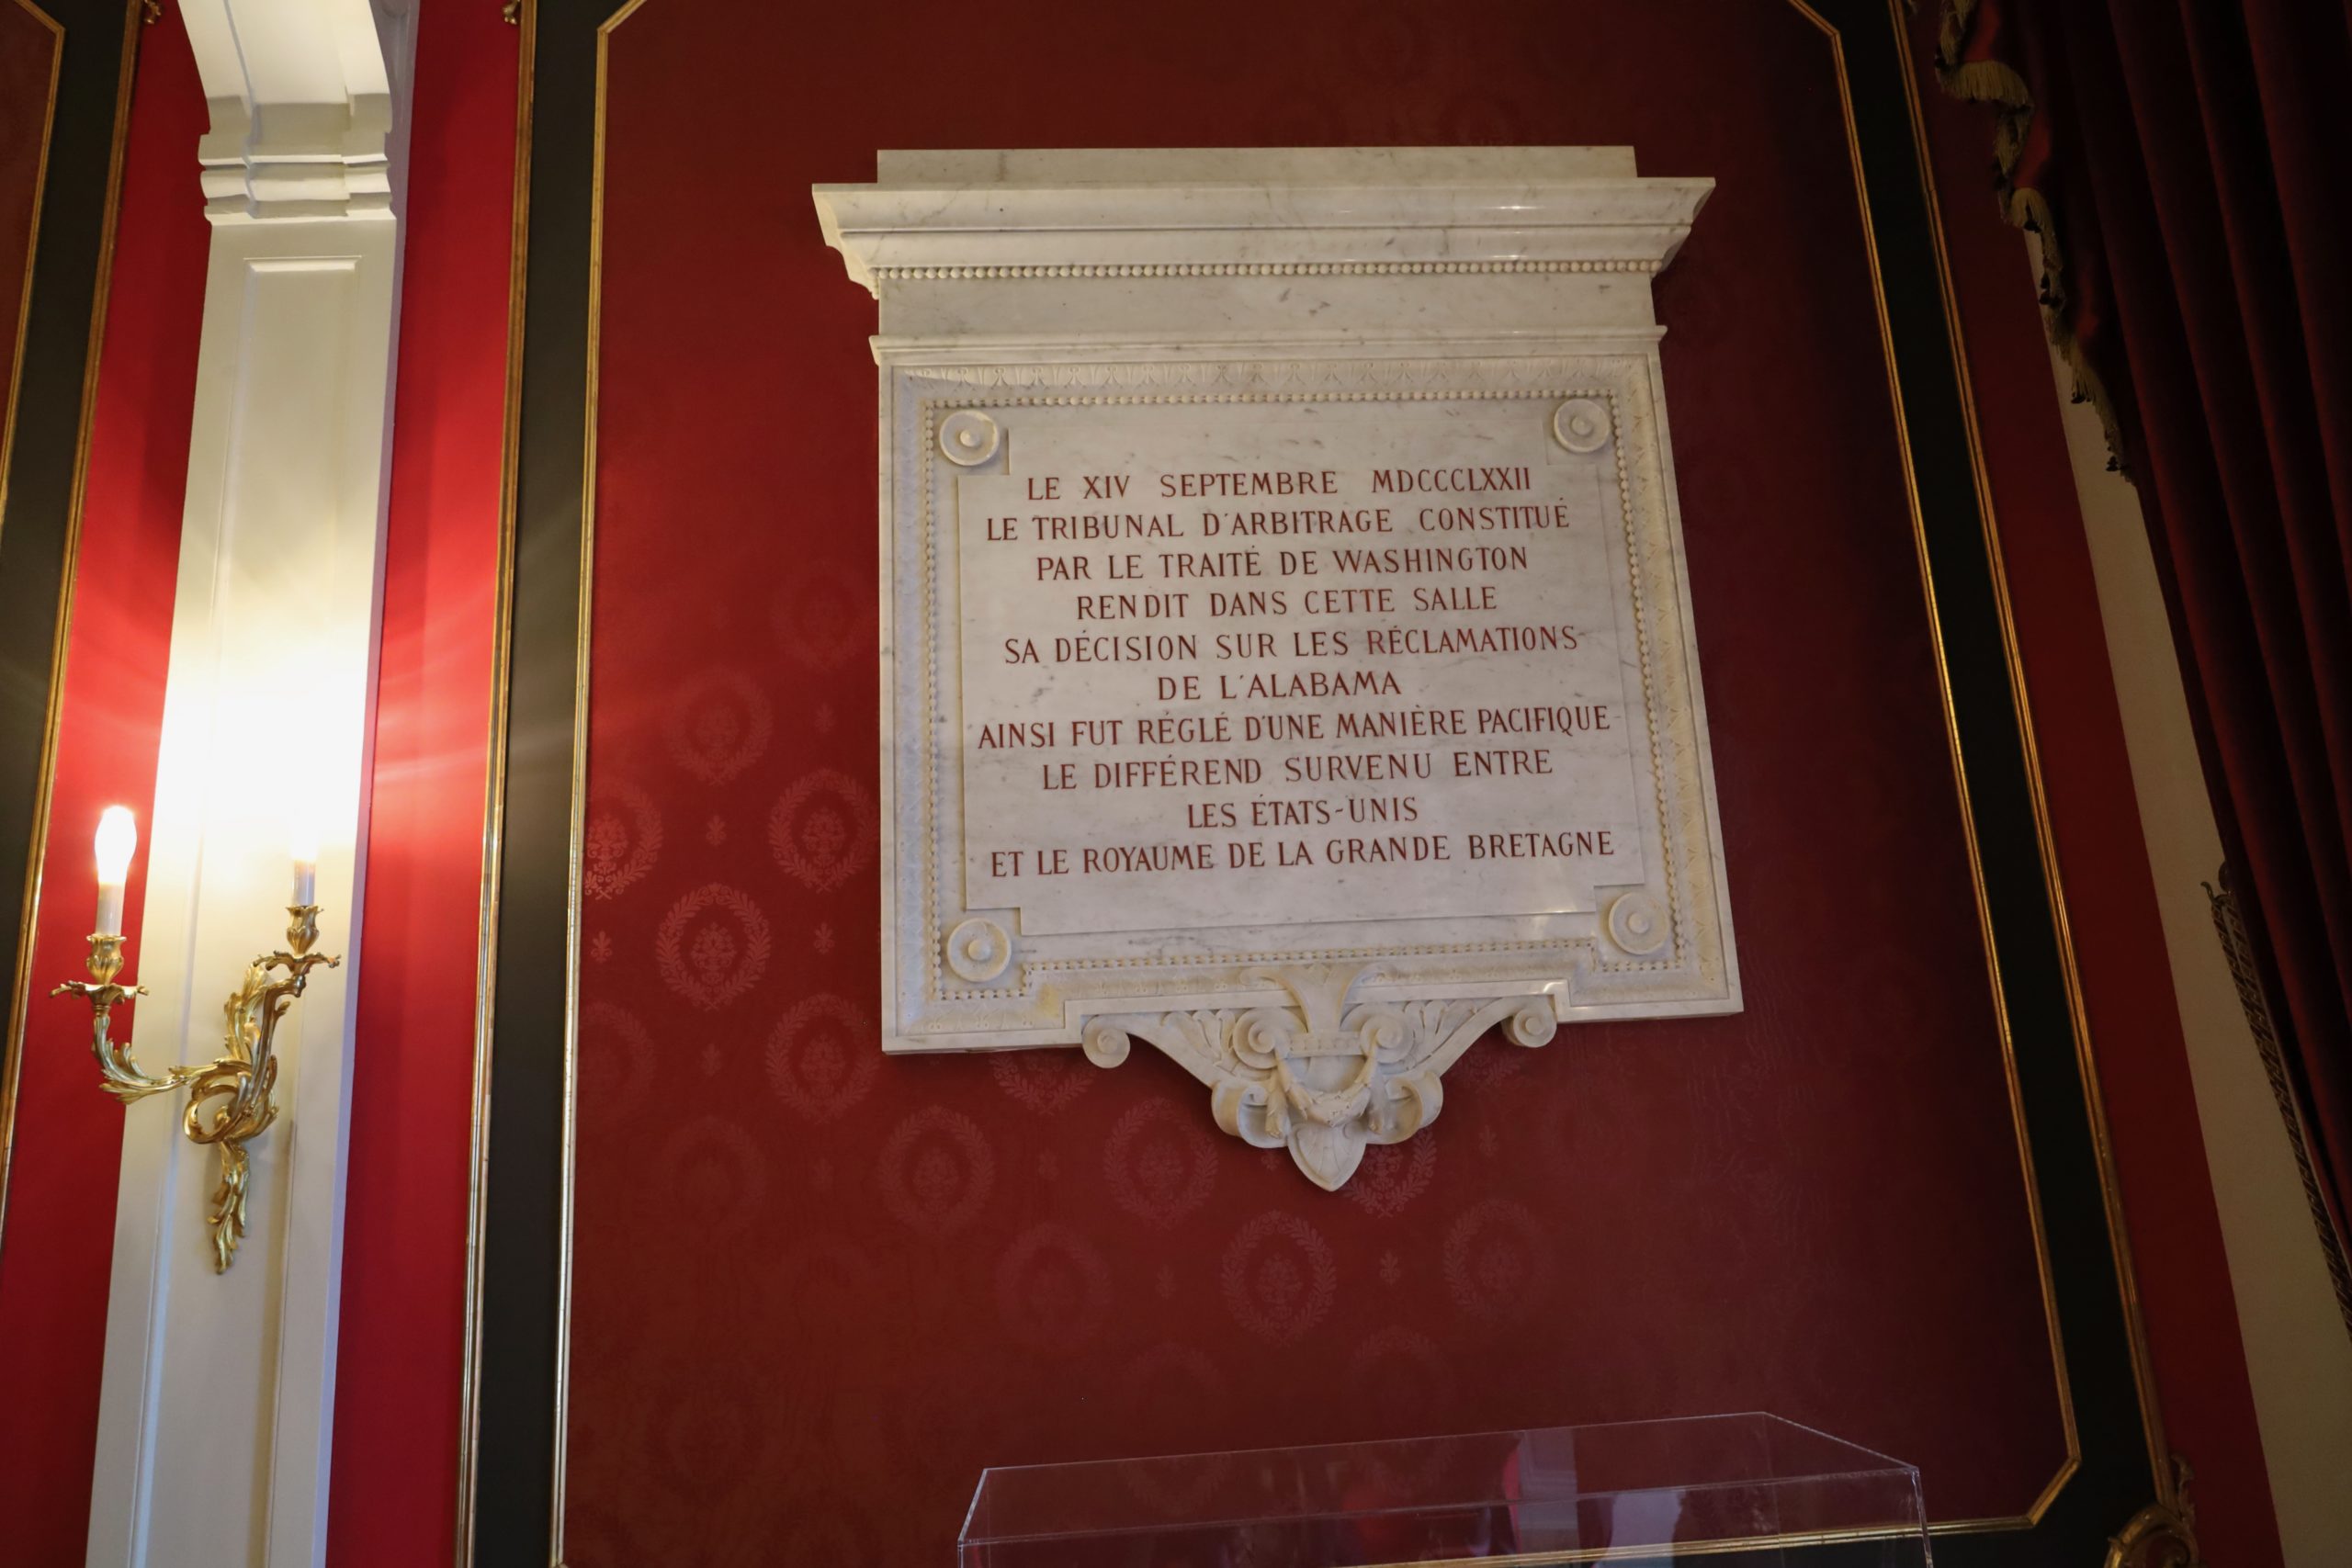 LE XIV SEPTEMBRE MDCCCLXXII
LE TRIBUNAL D'ARBITRAGE CONSTITUÉ
PAR LE TRAITÉ DE WASHINGTON
RENDIT DANS CETTE SALLE
SA DÉCISION SUR LES RÉCLAMATIONS
DE L'ALABAMA
AINSI FUT RÉGLÉ D'UNE MANIÈRE PACIFIQUE
LE DIFFÉREND SURVENU ENTRE
LES ÉTATS-UNIS
ET LE ROYAUME DE LA GRANDE BRETAGNE